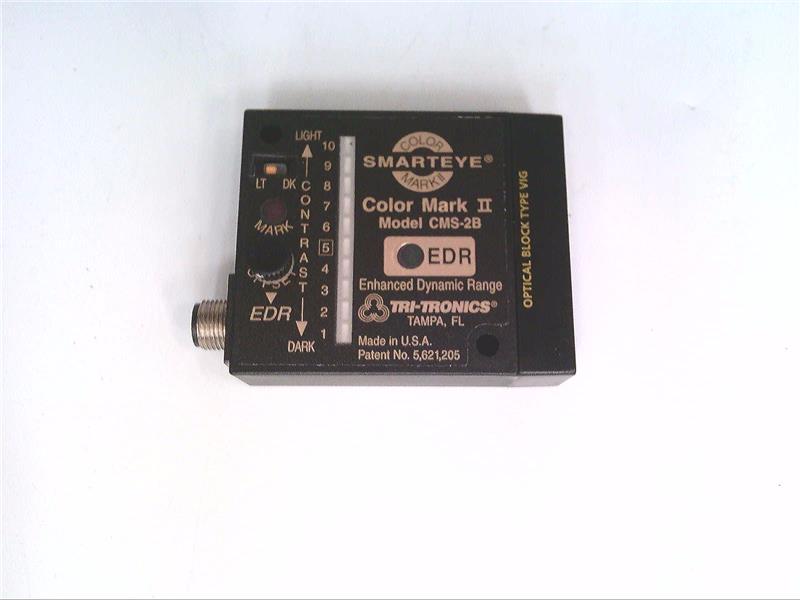 LIGHT
10
9
8
7
6
5
4
3
2
1
DARK
CONTRAST
LT DK
MARK
OFFSET
EDR
COLOR
SMARTEYE®
MARK II
Color Mark II
Model CMS-2B
EDR
Enhanced Dynamic Range
TRI-TRONICS®
TAMPA, FL
Made in U.S.A.
Patent No. 5,621,205
OPTICAL BLOCK TYPE VIG